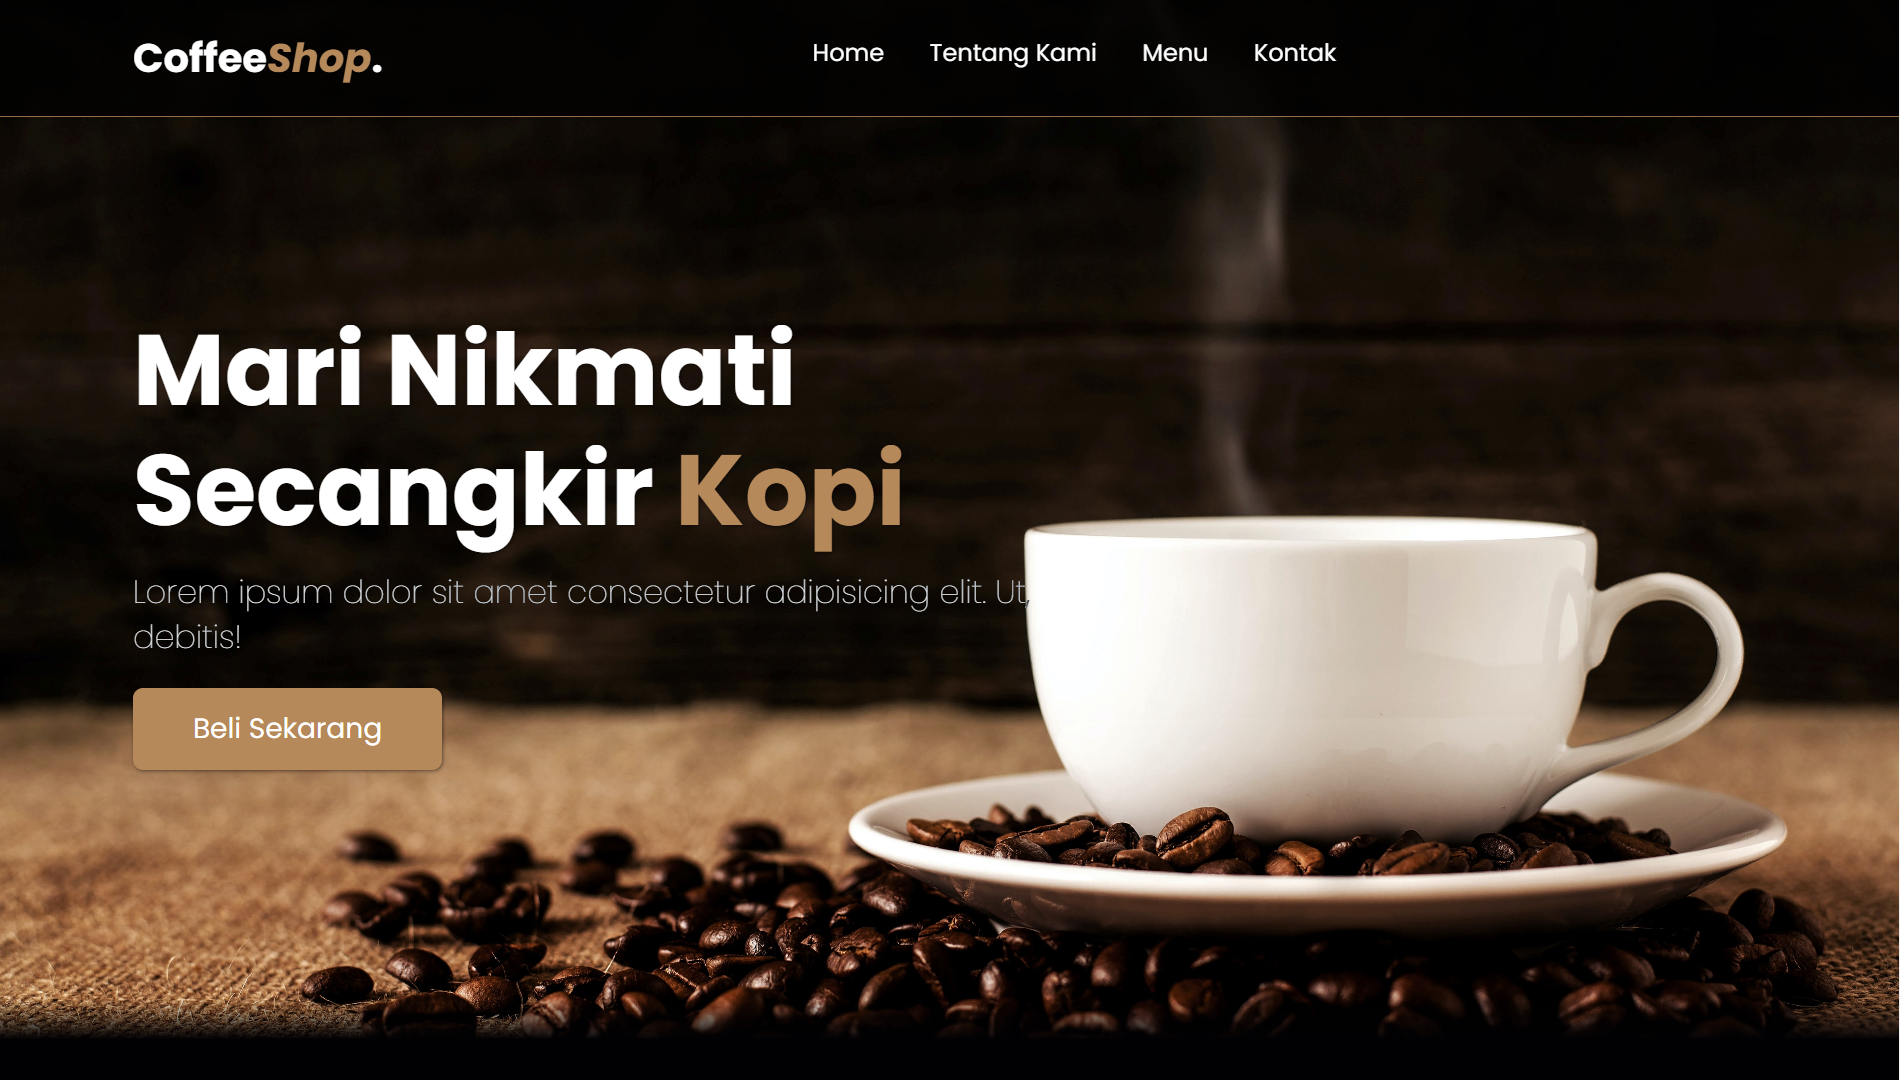 CoffeeShop.
Home Tentang Kami Menu Kontak
Mari Nikmati
Secangkir Kopi
Lorem ipsum dolor sit amet consectetur adipisicing elit. Ut,
debitis!
Beli Sekarang